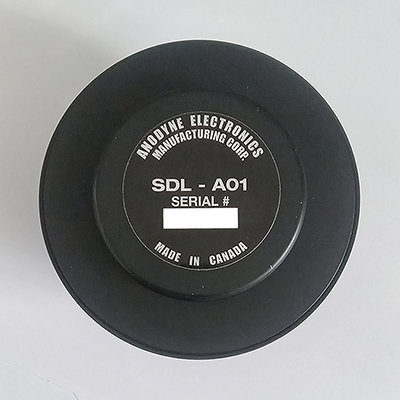 ANODYNE ELECTRONICS
MANUFACTURING CORP.
SDL - A01
SERIAL #
MADE IN CANADA